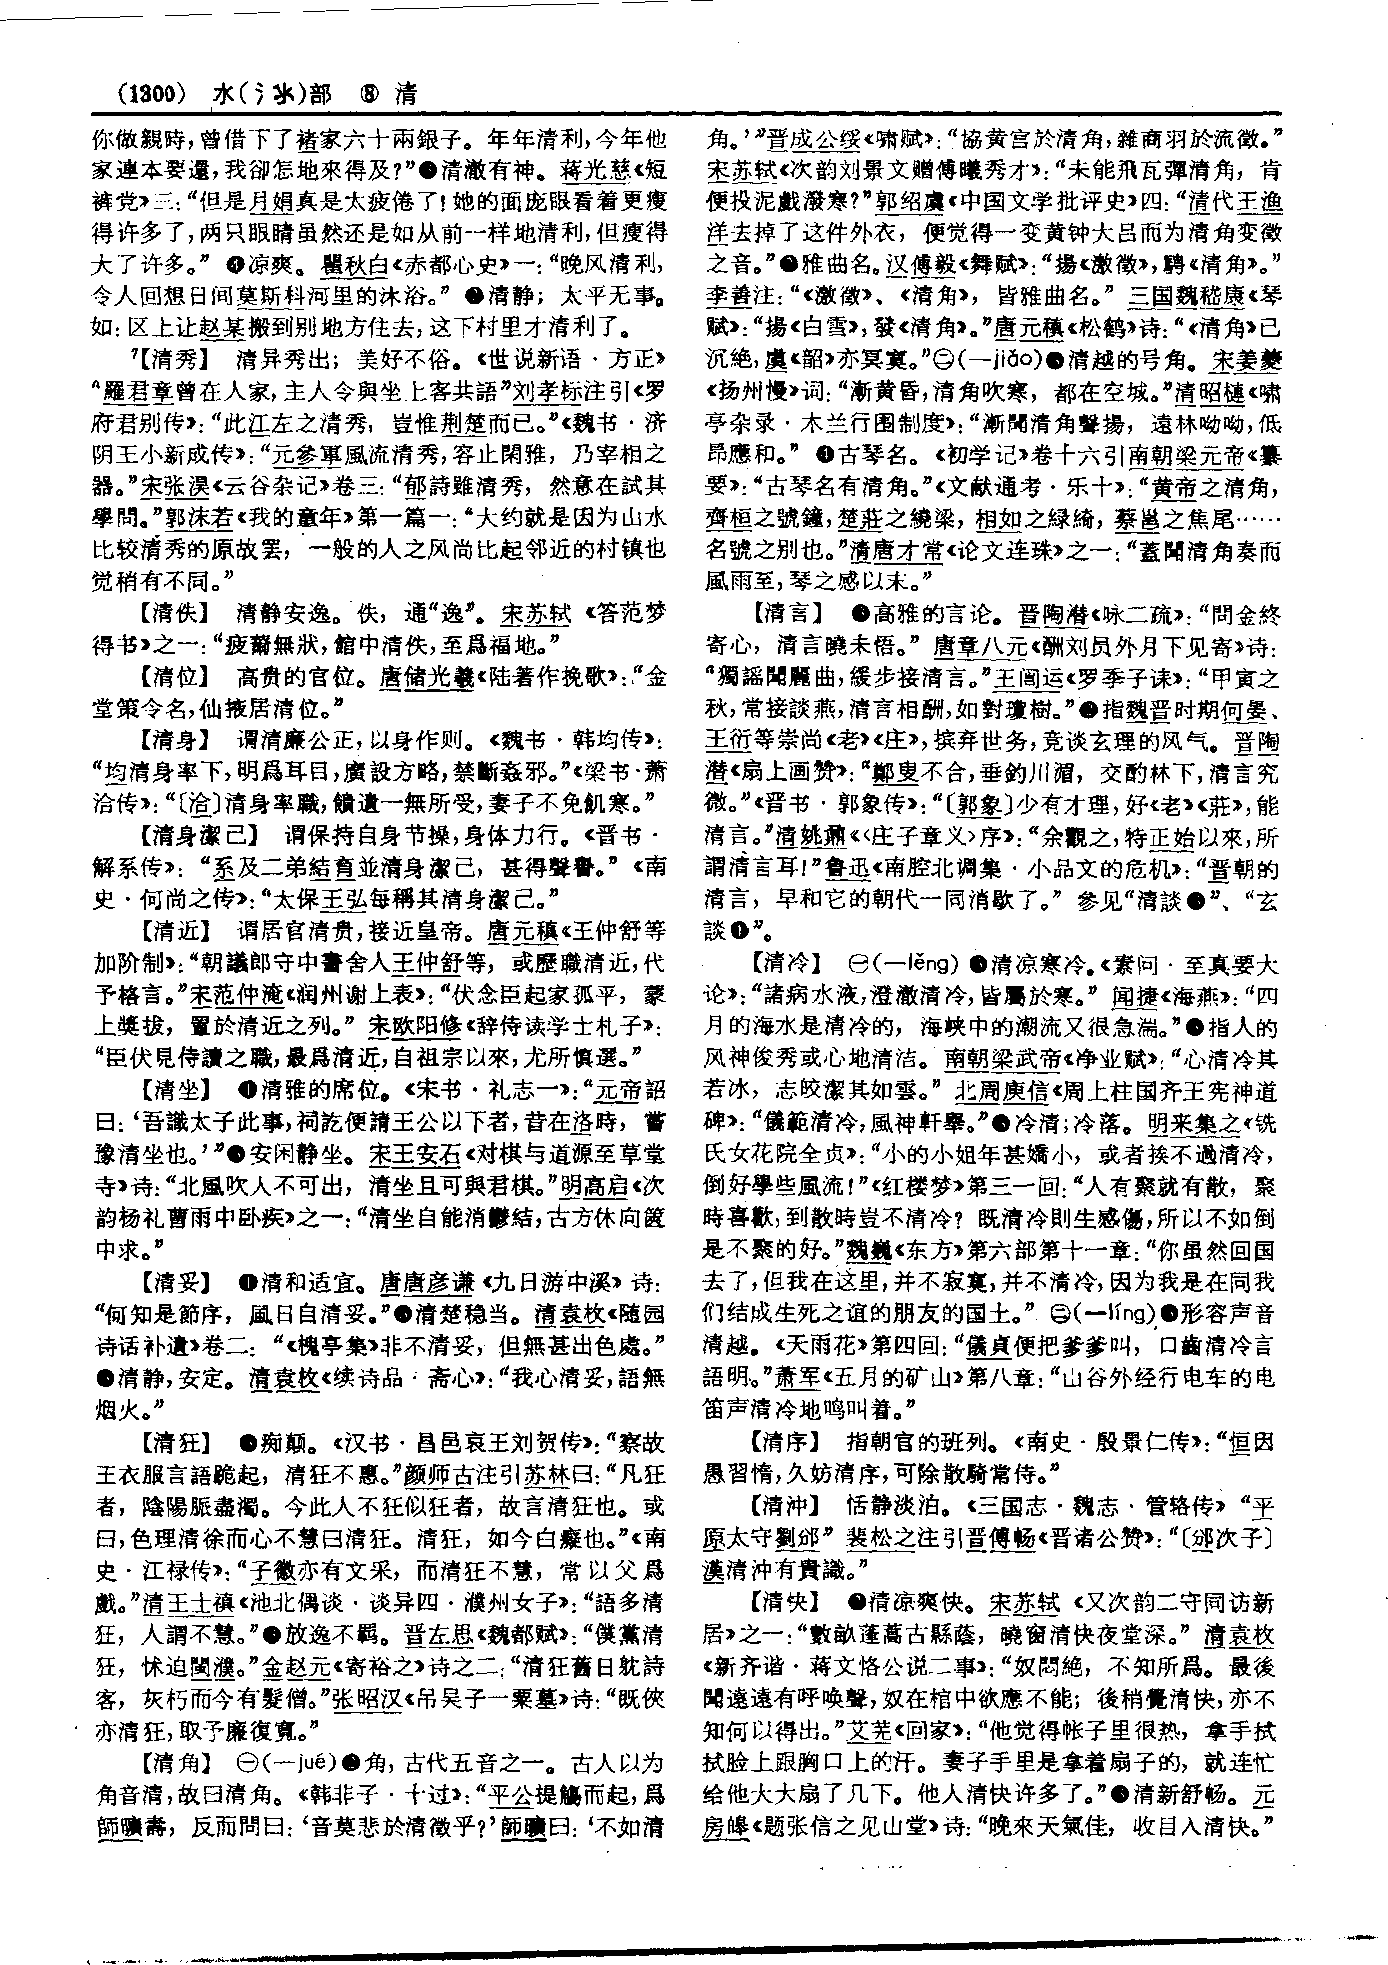 (1300) 水(氵氺)部 ⑧ 清
你做親時,曾借下了褚家六十兩銀子。年年清利,今年他
家連本要還,我卻怎地來得及?”❸清澈有神。蒋光慈《短
裤党》三:“但是月娟真是太疲倦了!她的面庞眼看着更瘦
得许多了,两只眼睛虽然还是如从前一样地清利,但瘦得
大了许多。” ❹凉爽。瞿秋白《赤都心史》一:“晚风清利,
令人回想日间莫斯科河里的沐浴。” ❺清静;太平无事。
如:区上让赵某搬到别地方住去,这下村里才清利了。
7【清秀】 清异秀出;美好不俗。《世说新语·方正》
“羅君章曾在人家,主人令與坐上客共語”刘孝标注引《罗
府君别传》:“此江左之清秀,豈惟荆楚而已。”《魏书·济
阴王小新成传》:“元參軍風流清秀,容止閑雅,乃宰相之
器。”宋张淏《云谷杂记》卷三:“郁詩雖清秀,然意在試其
學問。”郭沫若《我的童年》第一篇一:“大约就是因为山水
比较清秀的原故罢,一般的人之风尚比起邻近的村镇也
觉稍有不同。”
【清佚】 清静安逸。佚,通“逸”。宋苏轼《答范梦
得书》之一:“疲薾無狀,館中清佚,至爲福地。”
【清位】 高贵的官位。唐储光羲《陆著作挽歌》:“金
堂策令名,仙掖居清位。”
【清身】 谓清廉公正,以身作则。《魏书·韩均传》:
“均清身率下,明爲耳目,廣設方略,禁斷姦邪。”《梁书·萧
洽传》:“〔洽〕清身率職,饋遺一無所受,妻子不免飢寒。”
【清身潔己】 谓保持自身节操,身体力行。《晋书·
解系传》:“系及二弟結育並清身潔己,甚得聲譽。”《南
史·何尚之传》:“太保王弘每稱其清身潔己。”
【清近】 谓居官清贵,接近皇帝。唐元稹《王仲舒等
加阶制》:“朝議郎守中書舍人王仲舒等,或歷職清近,代
予格言。”宋范仲淹《润州谢上表》:“伏念臣起家孤平,蒙
上獎拔,置於清近之列。”宋欧阳修《辞侍读学士札子》:
“臣伏見侍讀之職,最爲清近,自祖宗以來,尤所慎選。”
【清坐】 ❶清雅的席位。《宋书·礼志一》:“元帝詔
曰:‘吾識太子此事,祠訖便請王公以下者,昔在洛時,嘗
豫清坐也。’”❷安闲静坐。宋王安石《对棋与道源至草堂
寺》诗:“北風吹人不可出,清坐且可與君棋。”明高启《次
韵杨礼曹雨中卧疾》之一:“清坐自能消鬱結,古方休向篋
中求。”
【清妥】 ❶清和适宜。唐唐彦谦《九日游中溪》诗:
“何知是節序,風日自清妥。”❷清楚稳当。清袁枚《随园
诗话补遗》卷二:“《槐亭集》非不清妥,但無甚出色處。”
❸清静,安定。清袁枚《续诗品·斋心》:“我心清妥,語無
烟火。”
【清狂】 ❶痴颠。《汉书·昌邑哀王刘贺传》:“察故
王衣服言語跪起,清狂不惠。”颜师古注引苏林曰:“凡狂
者,陰陽脈盡濁。今此人不狂似狂者,故言清狂也。或
曰,色理清徐而心不慧曰清狂。清狂,如今白癡也。”《南
史·江禄传》:“子徽亦有文采,而清狂不慧,常以父爲
戲。”清王士禛《池北偶谈·谈异四·濮州女子》:“語多清
狂,人謂不慧。”❷放逸不羁。晋左思《魏都赋》:“僕黨清
狂,怵迫閩濮。”金赵元《寄裕之》诗之二:“清狂舊日躭詩
客,灰朽而今有髮僧。”张昭汉《吊吴子一粟墓》诗:“既俠
亦清狂,取予廉復寬。”
【清角】 ㊀(—jué)❶角,古代五音之一。古人以为
角音清,故曰清角。《韩非子·十过》:“平公提觴而起,爲
師曠壽,反而問曰:‘音莫悲於清徵乎?’師曠曰:‘不如清
角。’”晋成公绥《啸赋》:“協黄宫於清角,雜商羽於流徵。”
宋苏轼《次韵刘景文赠傅曦秀才》:“未能飛瓦彈清角,肯
便投泥戲潑寒?”郭绍虞《中国文学批评史》四:“清代王渔
洋去掉了这件外衣,便觉得一变黄钟大吕而为清角变徵
之音。”❷雅曲名。汉傅毅《舞赋》:“揚《激徵》,騁《清角》。”
李善注:“《激徵》、《清角》,皆雅曲名。”三国魏嵇康《琴
赋》:“揚《白雪》,發《清角》。”唐元稹《松鹤》诗:“《清角》已
沉絶,虞《韶》亦冥寞。”㊁(—jiǎo)❶清越的号角。宋姜夔
《扬州慢》词:“漸黄昏,清角吹寒,都在空城。”清昭槤《啸
亭杂录·木兰行围制度》:“漸聞清角聲揚,遠林呦呦,低
昂應和。” ❷古琴名。《初学记》卷十六引南朝梁元帝《纂
要》:“古琴名有清角。”《文献通考·乐十》:“黄帝之清角,
齊桓之號鐘,楚莊之繞梁,相如之緑綺,蔡邕之焦尾……
名號之别也。”清唐才常《论文连珠》之一:“蓋聞清角奏而
風雨至,琴之感以末。”
【清言】 ❶高雅的言论。晋陶潜《咏二疏》:“問金終
寄心,清言曉未悟。”唐章八元《酬刘员外月下见寄》诗:
“獨謡聞麗曲,緩步接清言。”王闿运《罗季子诔》:“甲寅之
秋,常接談燕,清言相酬,如對瓊樹。”❷指魏晋时期何晏、
王衍等崇尚《老》《庄》,摈弃世务,竞谈玄理的风气。晋陶
潜《扇上画赞》:“鄭叟不合,垂釣川湄,交酌林下,清言究
微。”《晋书·郭象传》:“〔郭象〕少有才理,好《老》《莊》,能
清言。”清姚鼐《〈庄子章义〉序》:“余觀之,特正始以來,所
謂清言耳!”鲁迅《南腔北调集·小品文的危机》:“晋朝的
清言,早和它的朝代一同消歇了。”参见“清談❷”、“玄
談❶”。
【清冷】 ㊀(—lěng)❶清凉寒冷。《素问·至真要大
论》:“諸病水液,澄澈清冷,皆屬於寒。”闻捷《海燕》:“四
月的海水是清冷的,海峡中的潮流又很急湍。”❷指人的
风神俊秀或心地清洁。南朝梁武帝《净业赋》:“心清冷其
若冰,志皎潔其如雲。”北周庾信《周上柱国齐王宪神道
碑》:“儀範清冷,風神軒舉。”❸冷清;冷落。明来集之《铣
氏女花院全贞》:“小的小姐年甚嬌小,或者挨不過清冷,
倒好學些風流!”《红楼梦》第三一回:“人有聚就有散,聚
時喜歡,到散時豈不清冷?既清冷則生感傷,所以不如倒
是不聚的好。”魏巍《东方》第六部第十一章:“你虽然回国
去了,但我在这里,并不寂寞,并不清冷,因为我是在同我
们结成生死之谊的朋友的国土。”㊁(—líng)❶形容声音
清越。《天雨花》第四回:“儀貞便把爹爹叫,口齒清冷言
語明。”萧军《五月的矿山》第八章:“山谷外经行电车的电
笛声清冷地鸣叫着。”
【清序】 指朝官的班列。《南史·殷景仁传》:“恒因
愚習惰,久妨清序,可除散騎常侍。”
【清沖】 恬静淡泊。《三国志·魏志·管辂传》“平
原太守劉邠”裴松之注引晋傅畅《晋诸公赞》:“〔邠次子〕
漢清沖有貴識。”
【清快】 ❶清凉爽快。宋苏轼《又次韵二守同访新
居》之一:“數畝蓬蒿古縣蔭,曉窗清快夜堂深。”清袁枚
《新齐谐·蒋文恪公说二事》:“奴悶絶,不知所爲。最後
聞遠遠有呼唤聲,奴在棺中欲應不能;後稍覺清快,亦不
知何以得出。”艾芜《回家》:“他觉得帐子里很热,拿手拭
拭脸上跟胸口上的汗。妻子手里是拿着扇子的,就连忙
给他大大扇了几下。他人清快许多了。”❷清新舒畅。元
房皞《题张信之见山堂》诗:“晚來天氣佳,收目入清快。”